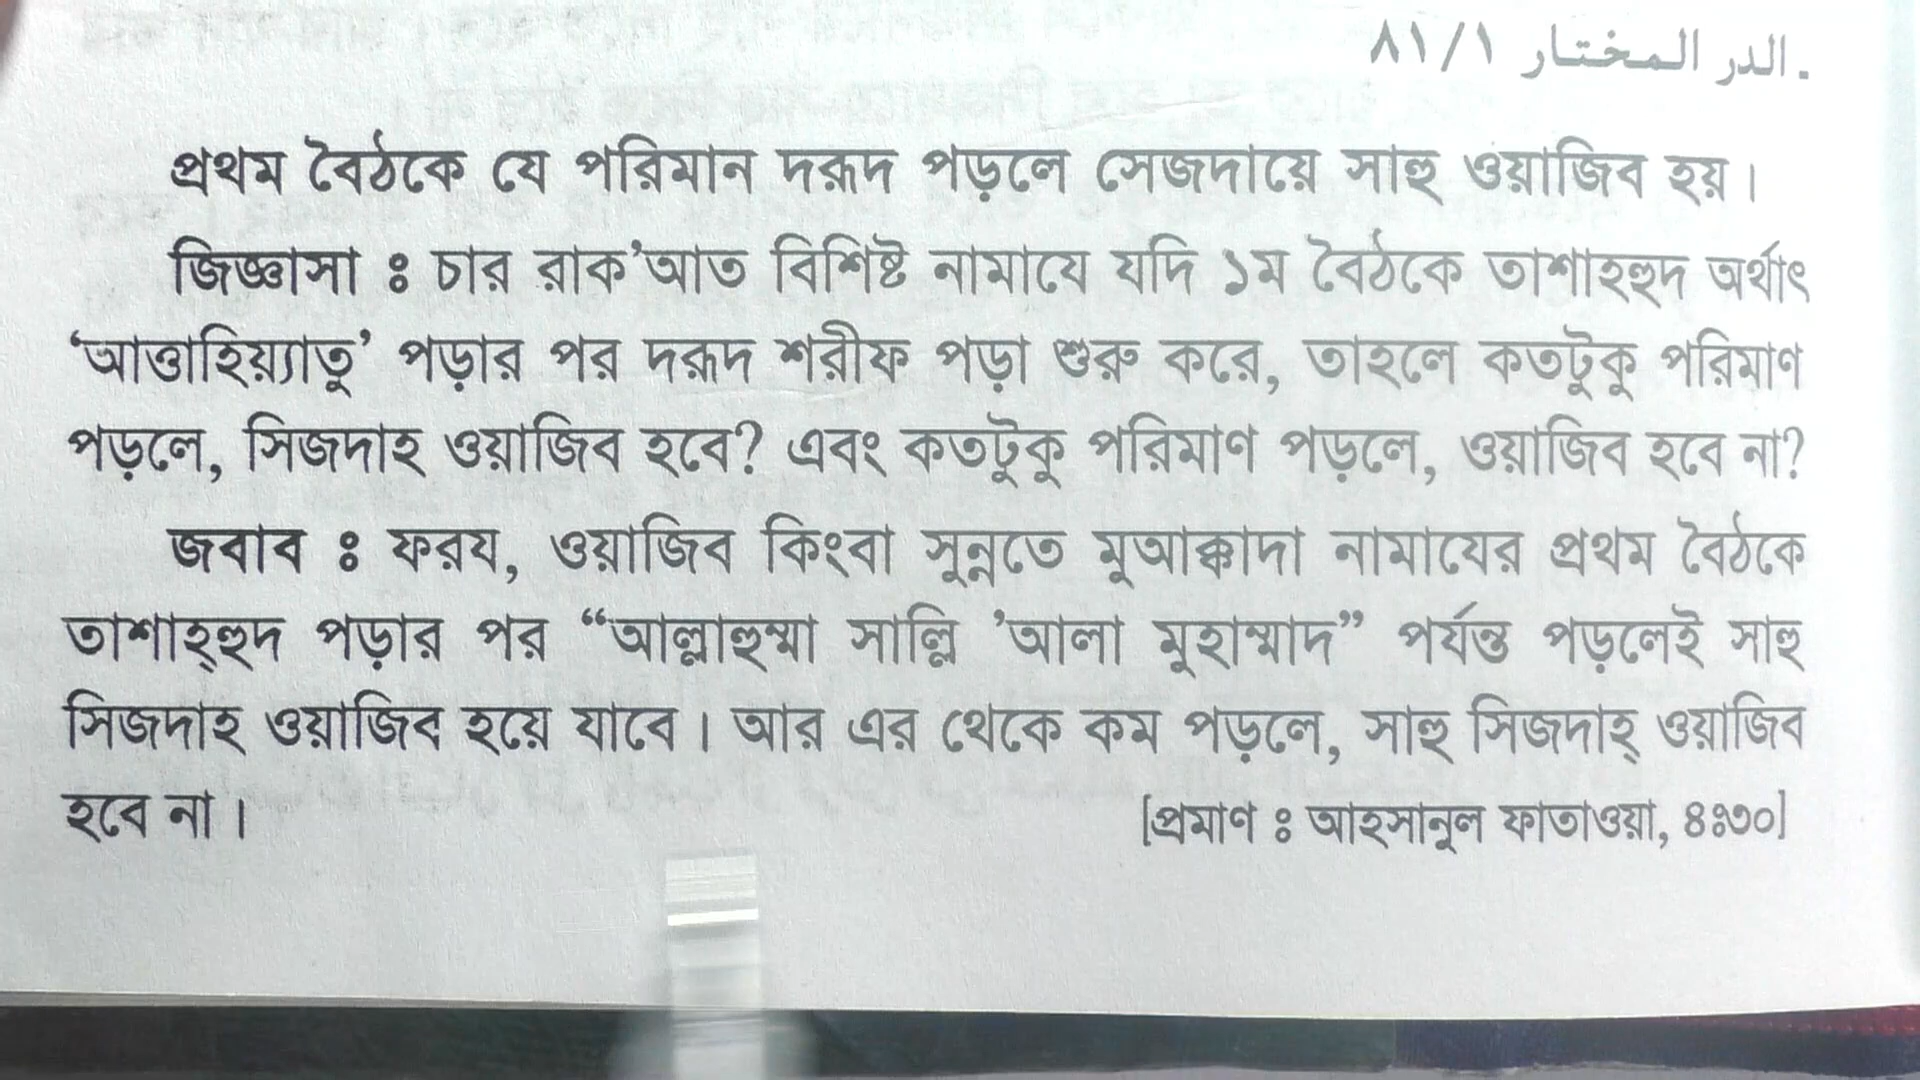 .الدر المختار ٨١/١
প্রথম বৈঠকে যে পরিমান দরূদ পড়লে সেজদায়ে সাহু ওয়াজিব হয়।
জিজ্ঞাসা ঃ চার রাক’আত বিশিষ্ট নামাযে যদি ১ম বৈঠকে তাশাহহুদ অর্থাৎ
‘আত্তাহিয়্যাতু’ পড়ার পর দরূদ শরীফ পড়া শুরু করে, তাহলে কতটুকু পরিমাণ
পড়লে, সিজদাহ ওয়াজিব হবে? এবং কতটুকু পরিমাণ পড়লে, ওয়াজিব হবে না?
জবাব ঃ ফরয, ওয়াজিব কিংবা সুন্নতে মুআক্কাদা নামাযের প্রথম বৈঠকে
তাশাহ্হুদ পড়ার পর “আল্লাহুম্মা সাল্লি ’আলা মুহাম্মাদ” পর্যন্ত পড়লেই সাহু
সিজদাহ ওয়াজিব হয়ে যাবে। আর এর থেকে কম পড়লে, সাহু সিজদাহ্ ওয়াজিব
হবে না। [প্রমাণ ঃ আহসানুল ফাতাওয়া, ৪ঃ৩০]